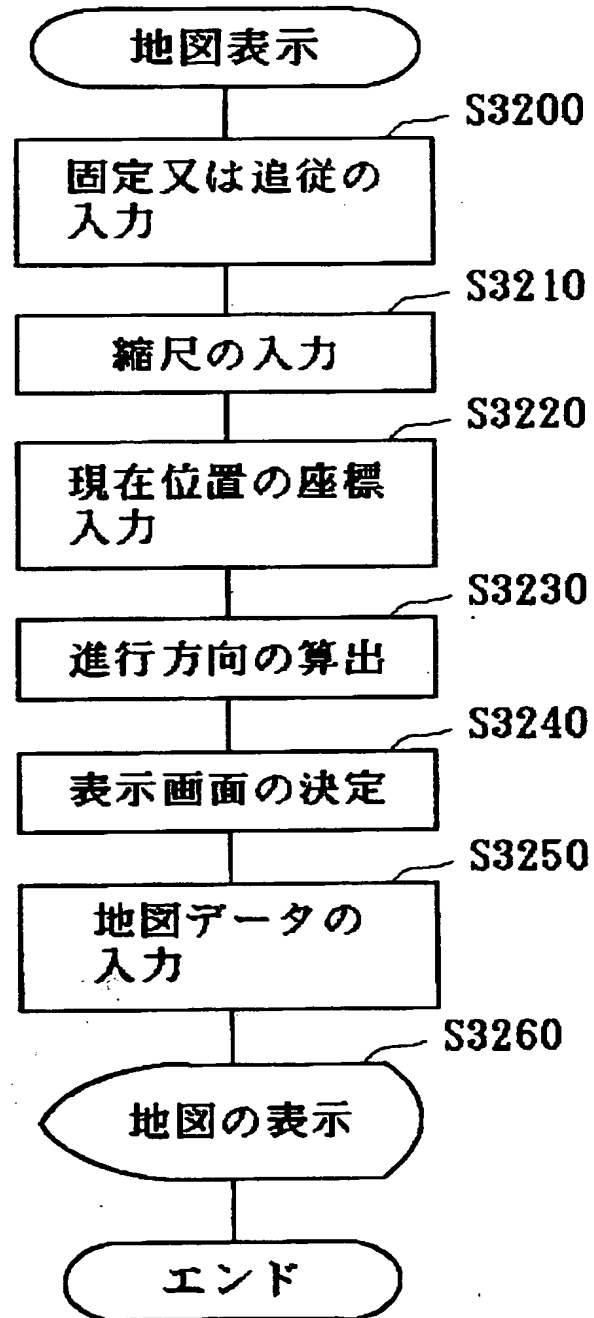 地図表示
S3200
固定又は追従の
入力
S3210
縮尺の入力
S3220
現在位置の座標
入力
S3230
進行方向の算出
S3240
表示画面の決定
S3250
地図データの
入力
S3260
地図の表示
エンド